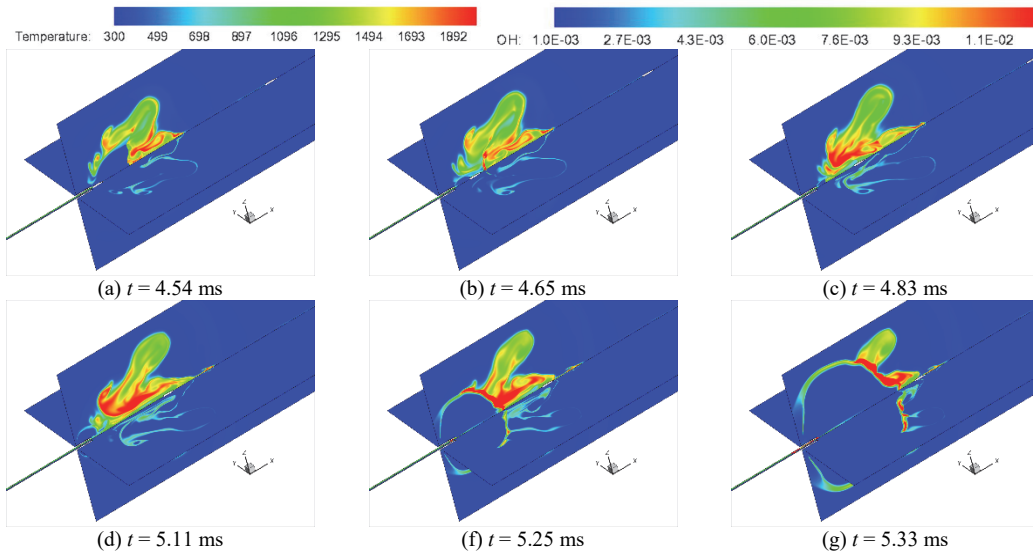 Temperature: 300 499 698 897 1096 1295 1494 1693 1892
OH: 1.0E-03 2.7E-03 4.3E-03 6.0E-03 7.6E-03 9.3E-03 1.1E-02
Z Y X
Z Y X
Z Y X
(a) t = 4.54 ms
(b) t = 4.65 ms
(c) t = 4.83 ms
Z Y X
Z Y X
Z Y X
(d) t = 5.11 ms
(f) t = 5.25 ms
(g) t = 5.33 ms